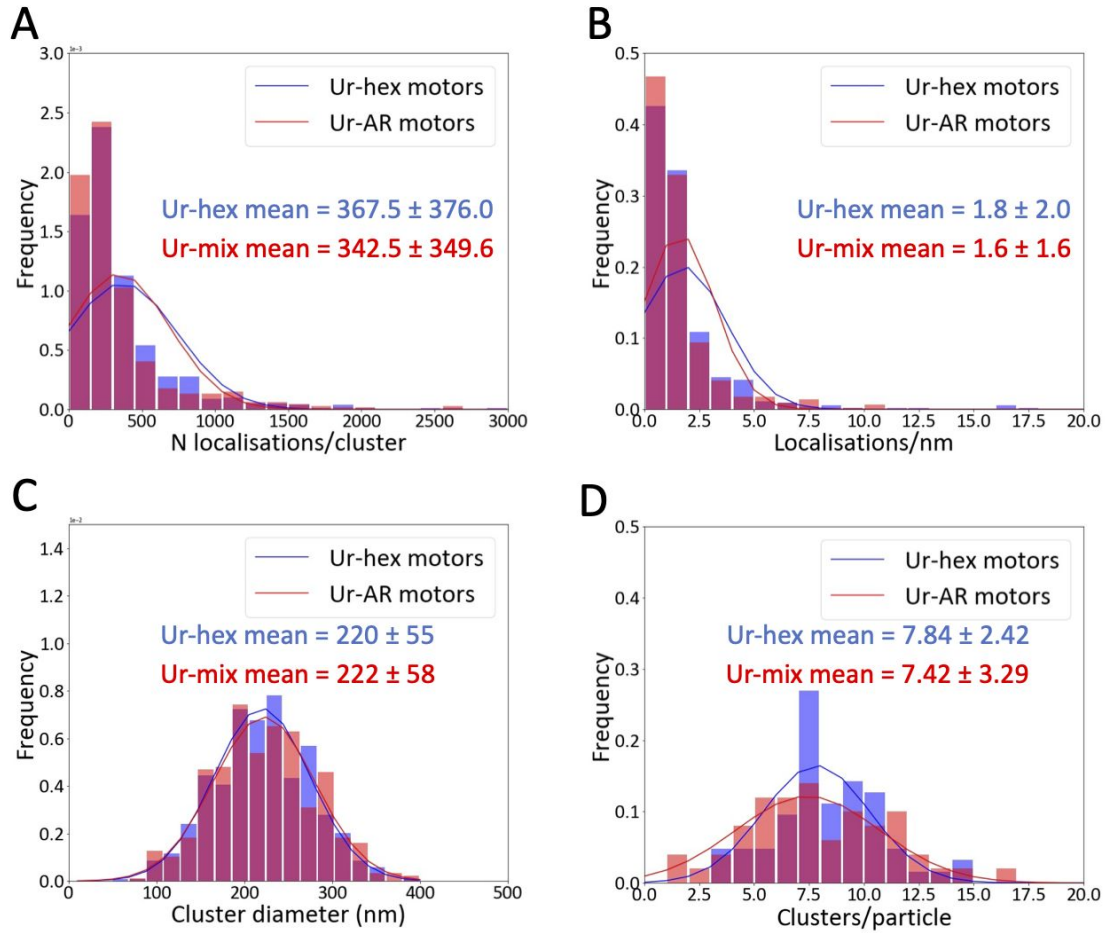 A
1e-3
3.0
2.5
2.0
1.5
1.0
0.5
0.0
Frequency
Ur-hex motors
Ur-AR motors
Ur-hex mean = 367.5 ± 376.0
Ur-mix mean = 342.5 ± 349.6
0 500 1000 1500 2000 2500 3000
N localisations/cluster
B
0.5
0.4
0.3
0.2
0.1
0.0
Frequency
Ur-hex motors
Ur-AR motors
Ur-hex mean = 1.8 ± 2.0
Ur-mix mean = 1.6 ± 1.6
0.0 2.5 5.0 7.5 10.0 12.5 15.0 17.5 20.0
Localisations/nm
C
1e-2
1.4
1.2
1.0
0.8
0.6
0.4
0.2
0.0
Frequency
Ur-hex motors
Ur-AR motors
Ur-hex mean = 220 ± 55
Ur-mix mean = 222 ± 58
0 100 200 300 400 500
Cluster diameter (nm)
D
0.5
0.4
0.3
0.2
0.1
0.0
Frequency
Ur-hex motors
Ur-AR motors
Ur-hex mean = 7.84 ± 2.42
Ur-mix mean = 7.42 ± 3.29
0.0 2.5 5.0 7.5 10.0 12.5 15.0 17.5 20.0
Clusters/particle